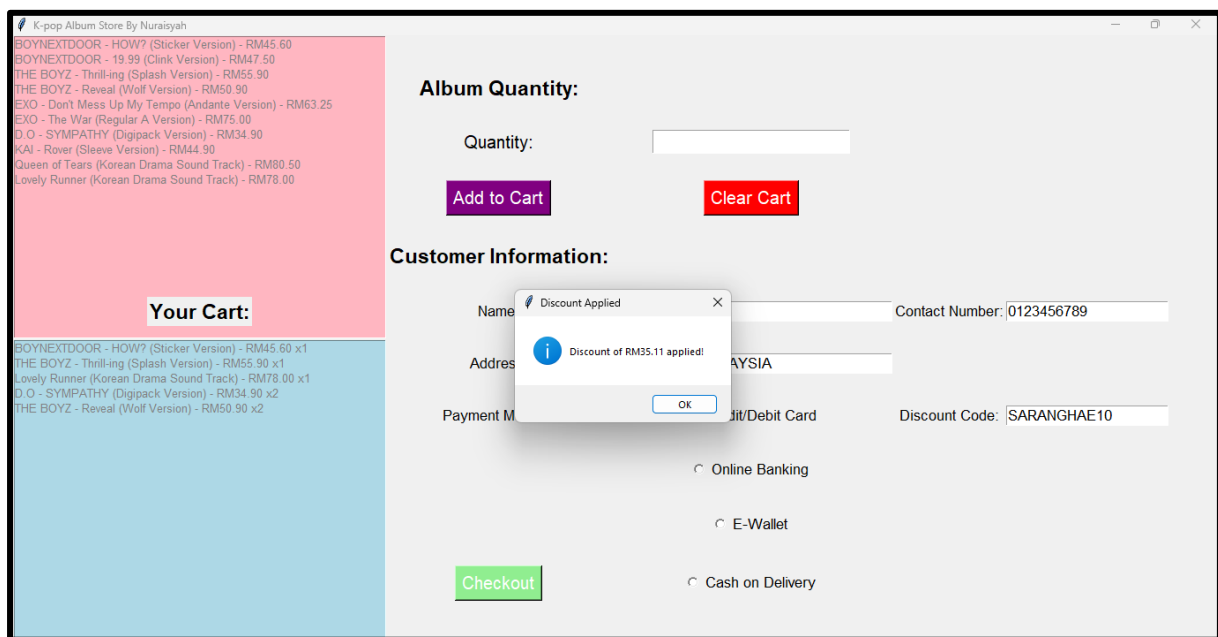 K-pop Album Store By Nuraisyah
BOYNEXTDOOR - HOW? (Sticker Version) - RM45.60
BOYNEXTDOOR - 19.99 (Clink Version) - RM47.50
THE BOYZ - Thrill-ing (Splash Version) - RM55.90
THE BOYZ - Reveal (Wolf Version) - RM50.90
EXO - Don't Mess Up My Tempo (Andante Version) - RM63.25
EXO - The War (Regular A Version) - RM75.00
D.O - SYMPATHY (Digipack Version) - RM34.90
KAI - Rover (Sleeve Version) - RM44.90
Queen of Tears (Korean Drama Sound Track) - RM80.50
Lovely Runner (Korean Drama Sound Track) - RM78.00
Your Cart:
BOYNEXTDOOR - HOW? (Sticker Version) - RM45.60 x1
THE BOYZ - Thrill-ing (Splash Version) - RM55.90 x1
Lovely Runner (Korean Drama Sound Track) - RM78.00 x1
D.O - SYMPATHY (Digipack Version) - RM34.90 x2
THE BOYZ - Reveal (Wolf Version) - RM50.90 x2
Album Quantity:
Quantity:
Add to Cart Clear Cart
Customer Information:
Name Contact Number: 0123456789
Discount Applied
Discount of RM35.11 applied!
OK
Addres AYSIA
Payment M dit/Debit Card Discount Code: SARANGHAE10
Online Banking
E-Wallet
Checkout Cash on Delivery